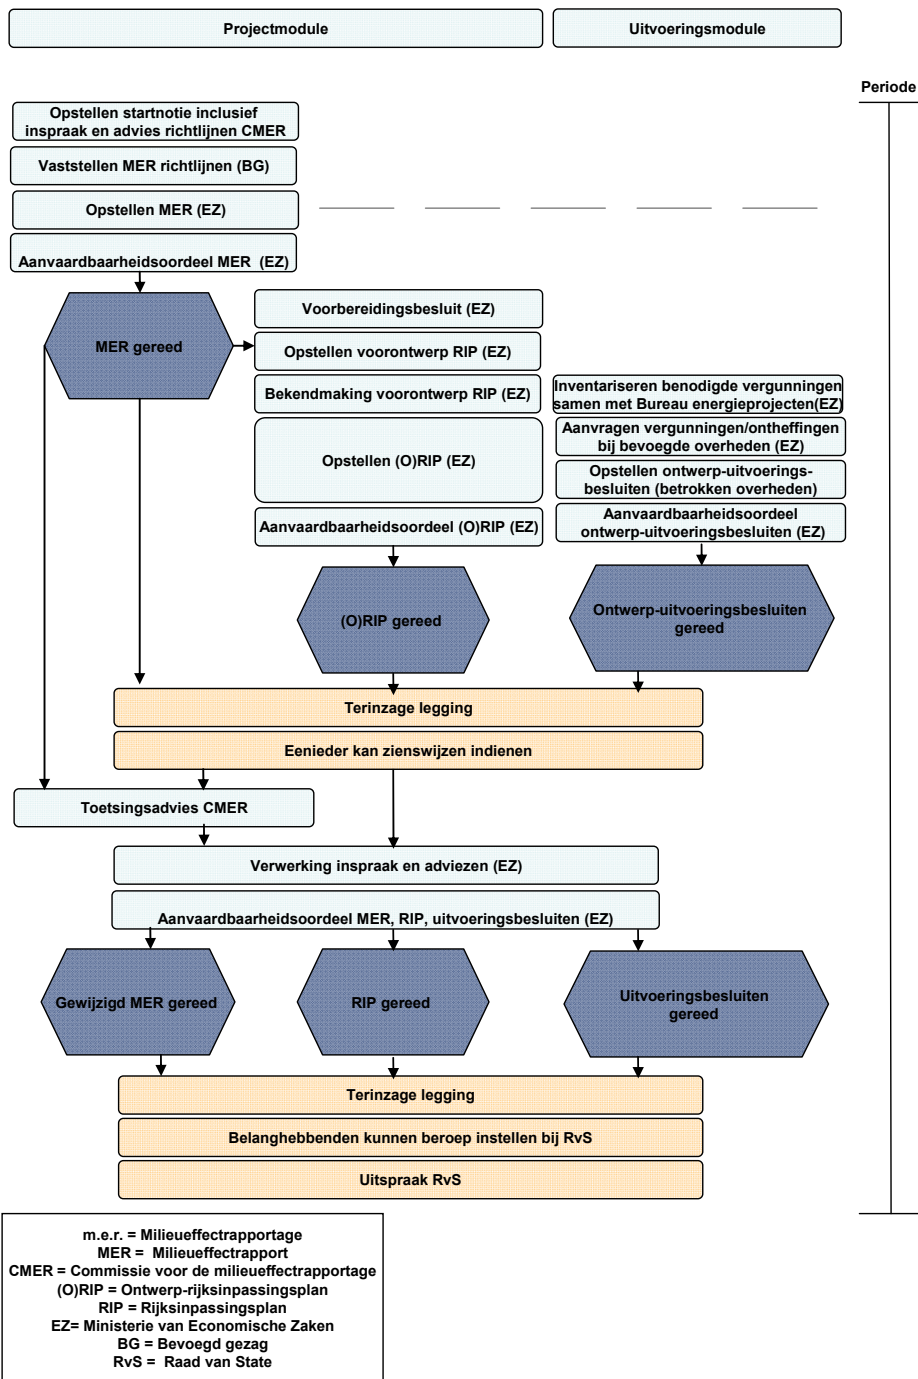 Projectmodule
Uitvoeringsmodule
Periode
Opstellen startnotie inclusief
inspraak en advies richtlijnen CMER
Vaststellen MER richtlijnen (BG)
Opstellen MER (EZ)
Aanvaardbaarheidsoordeel MER (EZ)
MER gereed
Voorbereidingsbesluit (EZ)
Opstellen voorontwerp RIP (EZ)
Bekendmaking voorontwerp RIP (EZ)
Opstellen (O)RIP (EZ)
Aanvaardbaarheidsoordeel (O)RIP (EZ)
Inventariseren benodigde vergunningen
samen met Bureau energieprojecten(EZ)
Aanvragen vergunningen/ontheffingen
bij bevoegde overheden (EZ)
Opstellen ontwerp-uitvoerings-
besluiten (betrokken overheden)
Aanvaardbaarheidsoordeel
ontwerp-uitvoeringsbesluiten (EZ)
(O)RIP gereed
Ontwerp-uitvoeringsbesluiten
gereed
Terinzage legging
Eenieder kan zienswijzen indienen
Toetsingsadvies CMER
Verwerking inspraak en adviezen (EZ)
Aanvaardbaarheidsoordeel MER, RIP, uitvoeringsbesluiten (EZ)
Gewijzigd MER gereed
RIP gereed
Uitvoeringsbesluiten
gereed
Terinzage legging
Belanghebbenden kunnen beroep instellen bij RvS
Uitspraak RvS
m.e.r. = Milieueffectrapportage
MER = Milieueffectrapport
CMER = Commissie voor de milieueffectrapportage
(O)RIP = Ontwerp-rijksinpassingsplan
RIP = Rijksinpassingsplan
EZ= Ministerie van Economische Zaken
BG = Bevoegd gezag
RvS = Raad van State